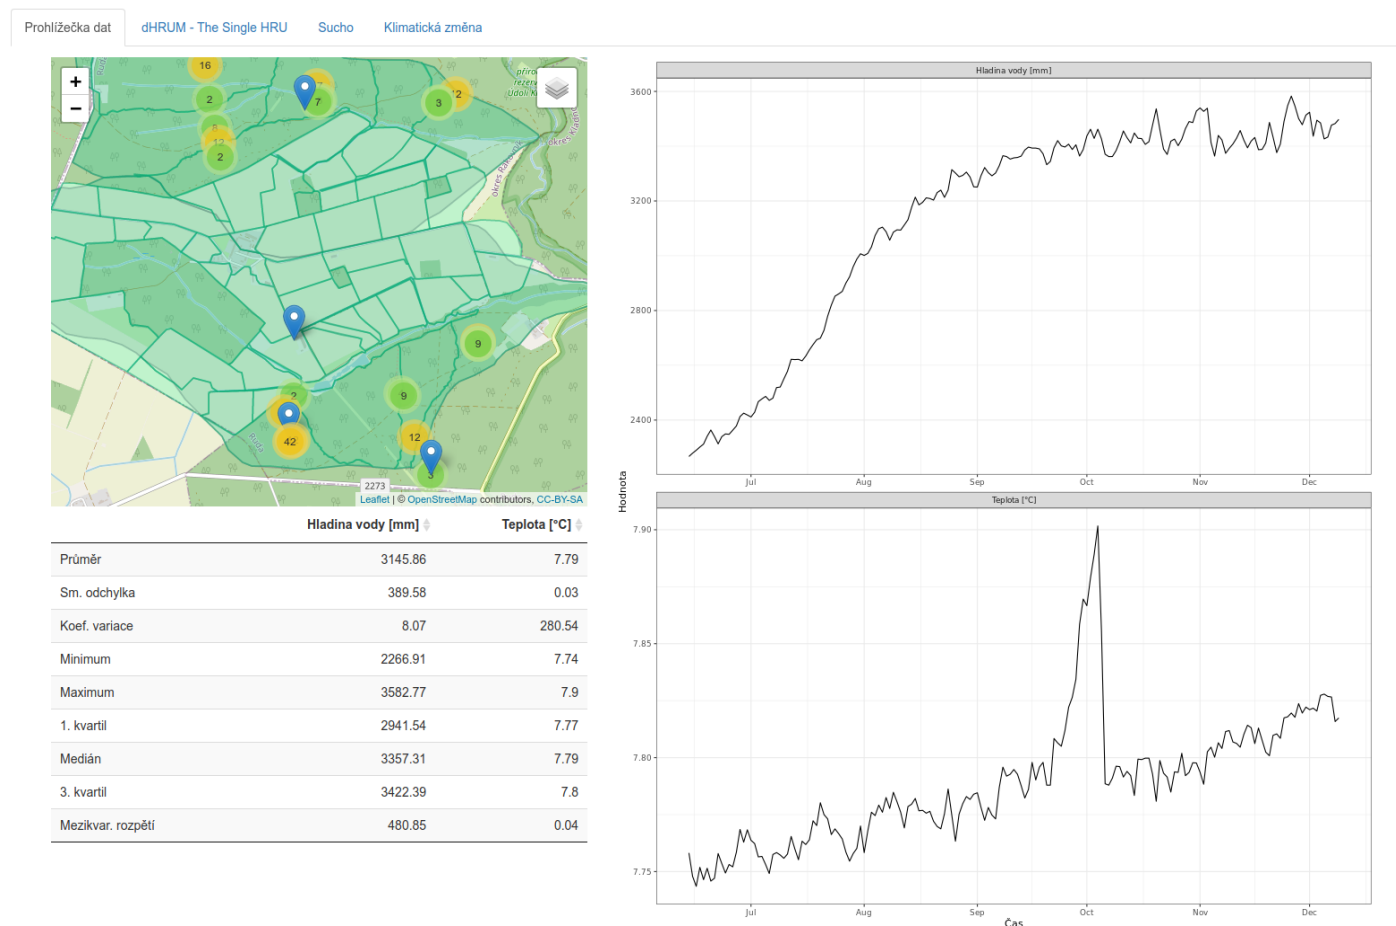 Prohlížečka dat dHRUM - The Single HRU Sucho Klimatická změna
+
−
16
2
7
3
2
2
9
2
9
42
12
3
okres Rakovník
Ruda
2273
Leaflet | © OpenStreetMap contributors, CC-BY-SA
Hladina vody [mm] Teplota [°C]
Průměr 3145.86 7.79
Sm. odchylka 389.58 0.03
Koef. variace 8.07 280.54
Minimum 2266.91 7.74
Maximum 3582.77 7.9
1. kvartil 2941.54 7.77
Medián 3357.31 7.79
3. kvartil 3422.39 7.8
Mezikvar. rozpětí 480.85 0.04
Hladina vody [mm]
3600
3200
2800
2400
Jul Aug Sep Oct Nov Dec
Hodnota
Teplota [°C]
7.90
7.85
7.80
7.75
Jul Aug Sep Oct Nov Dec
Čas